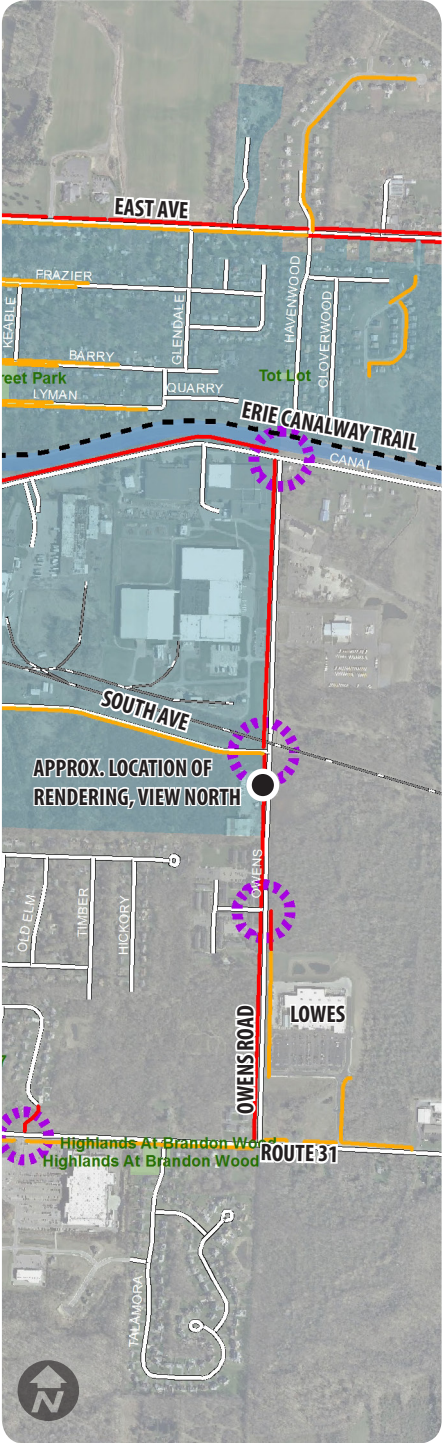 EAST AVE
FRAZIER
KEABLE
GLENDALE
HAVENWOOD
CLOVERWOOD
BARRY
reet Park
LYMAN
QUARRY
Tot Lot
ERIE CANALWAY TRAIL
CANAL
SOUTH AVE
APPROX. LOCATION OF
RENDERING, VIEW NORTH
OWENS
OLD ELM
TIMBER
HICKORY
LOWES
OWENS ROAD
Highlands At Brandon Wood
Highlands At Brandon Wood
ROUTE 31
TALAMORA
N